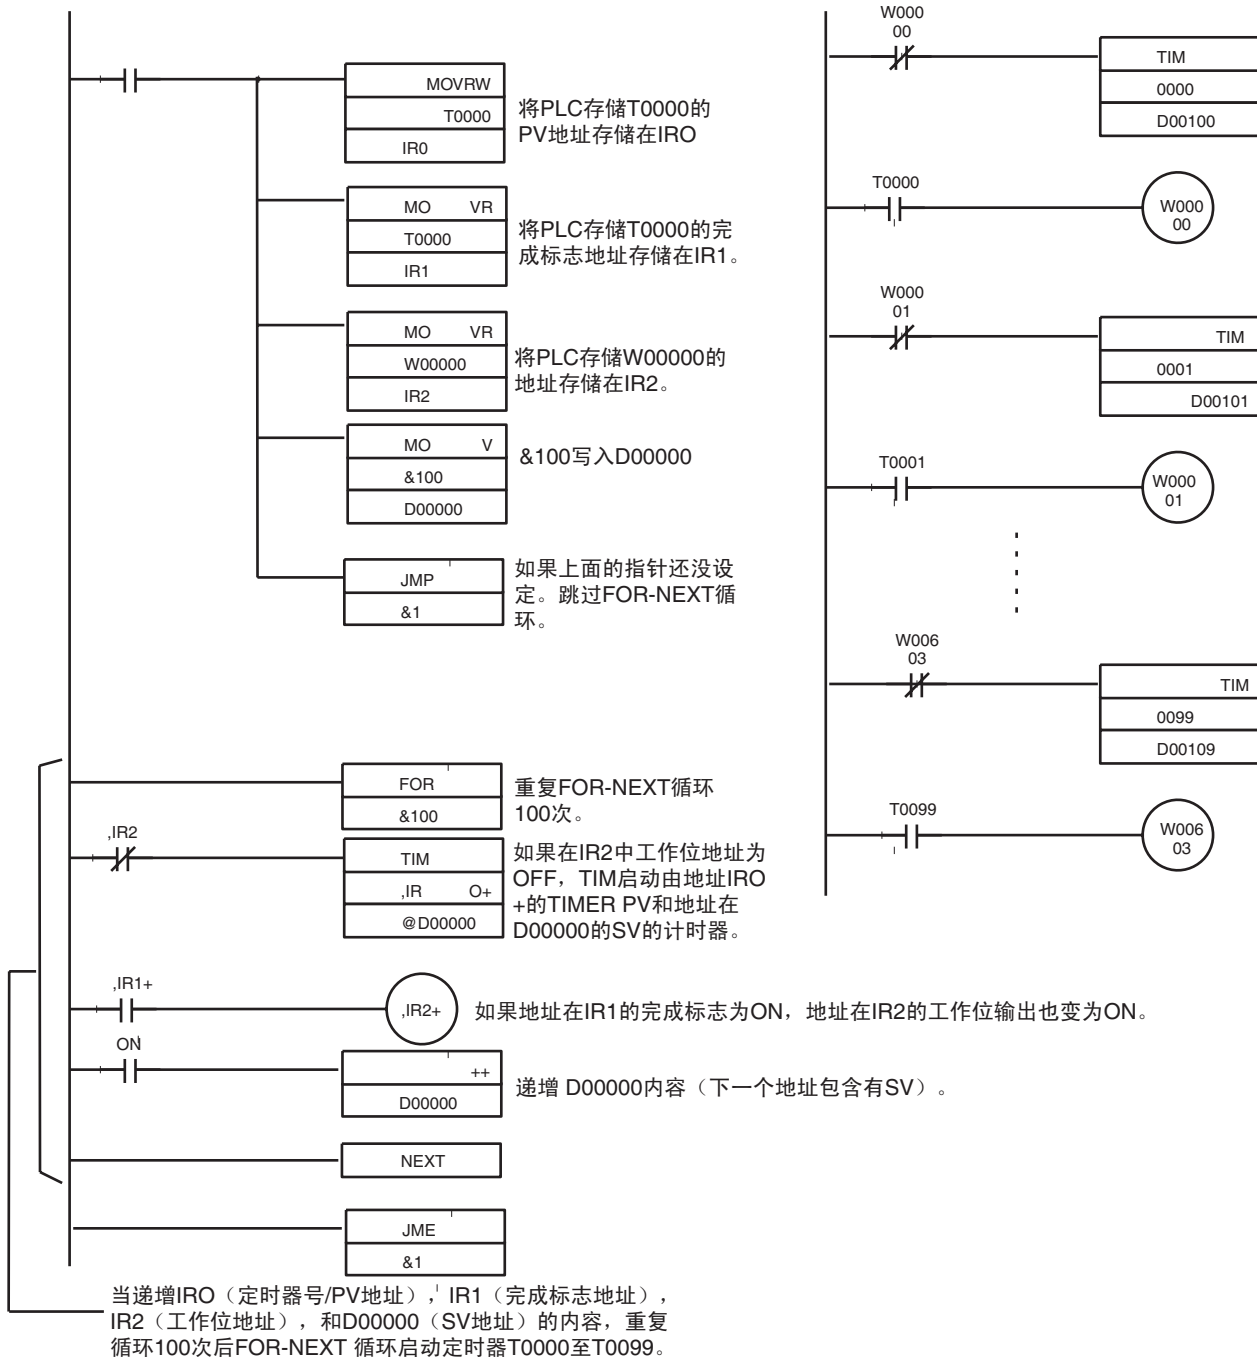 MOVRW
T0000
IR0
将PLC存储T0000的
PV地址存储在IRO
MO VR
T0000
IR1
将PLC存储T0000的完
成标志地址存储在IR1。
MO VR
W00000
IR2
将PLC存储W00000的
地址存储在IR2。
MO V
&100
D00000
&100写入D00000
JMP
&1
如果上面的指针还没设
定。跳过FOR-NEXT循
环。
FOR
&100
重复FOR-NEXT循环
100次。
,IR2
TIM
,IR O+
@D00000
如果在IR2中工作位地址为
OFF，TIM启动由地址IRO
+的TIMER PV和地址在
D00000的SV的计时器。
,IR1+
,IR2+
如果地址在IR1的完成标志为ON，地址在IR2的工作位输出也变为ON。
ON
++
D00000
递增 D00000内容（下一个地址包含有SV）。
NEXT
JME
&1
当递增IRO（定时器号/PV地址），IR1（完成标志地址），
IR2（工作位地址），和D00000（SV地址）的内容，重复
循环100次后FOR-NEXT 循环启动定时器T0000至T0099。
W000
00
TIM
0000
D00100
T0000
W000
00
W000
01
TIM
0001
D00101
T0001
W000
01
W006
03
TIM
0099
D00109
T0099
W006
03